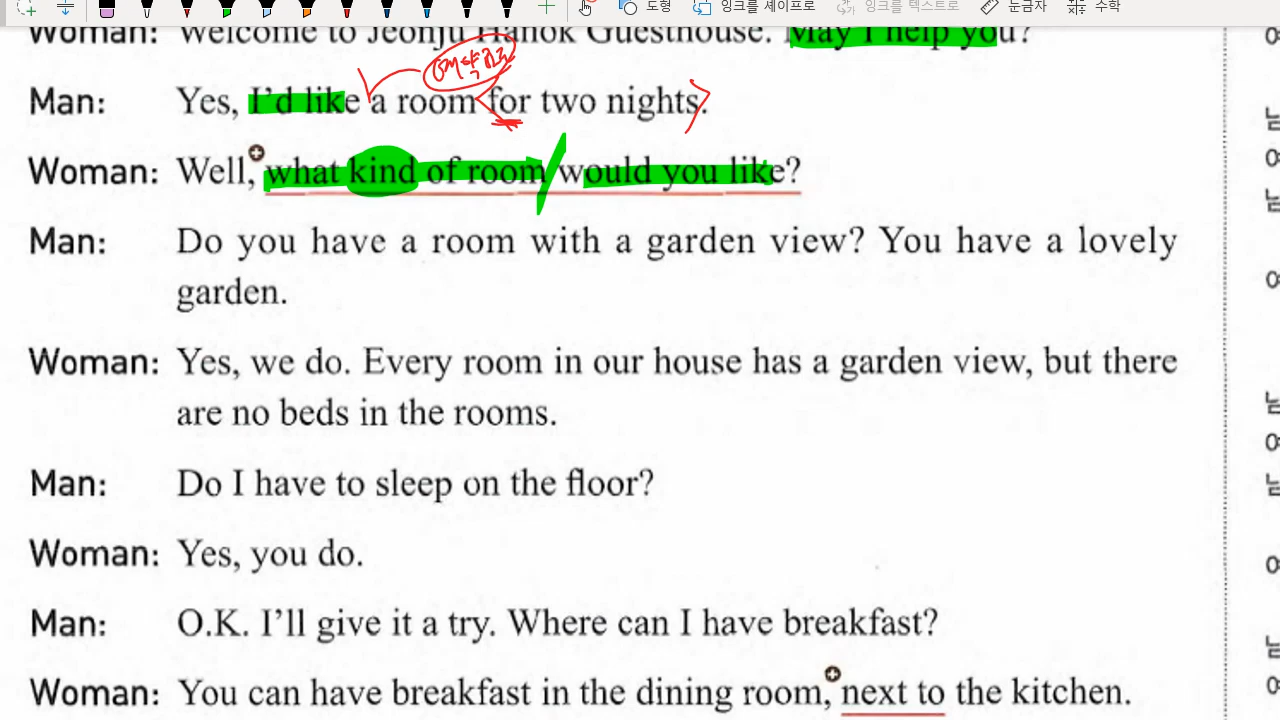 도형 잉크를 셰이프로 잉크를 텍스트로 눈금자 수학
Woman: Welcome to Jeonju Hanok Guesthouse. May I help you?
Man: Yes, I'd like a room for two nights.
Woman: Well, what kind of room / would you like?
Man: Do you have a room with a garden view? You have a lovely
garden.
Woman: Yes, we do. Every room in our house has a garden view, but there
are no beds in the rooms.
Man: Do I have to sleep on the floor?
Woman: Yes, you do.
Man: O.K. I'll give it a try. Where can I have breakfast?
Woman: You can have breakfast in the dining room, next to the kitchen.